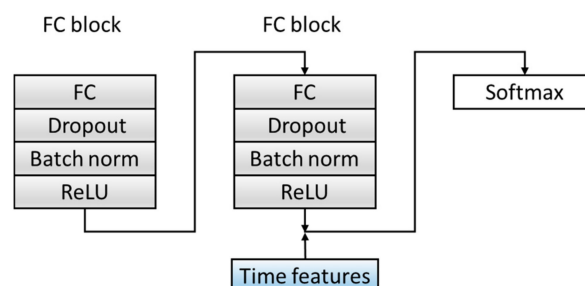 FC block
FC
Dropout
Batch norm
ReLU
FC block
FC
Dropout
Batch norm
ReLU
Time features
Softmax